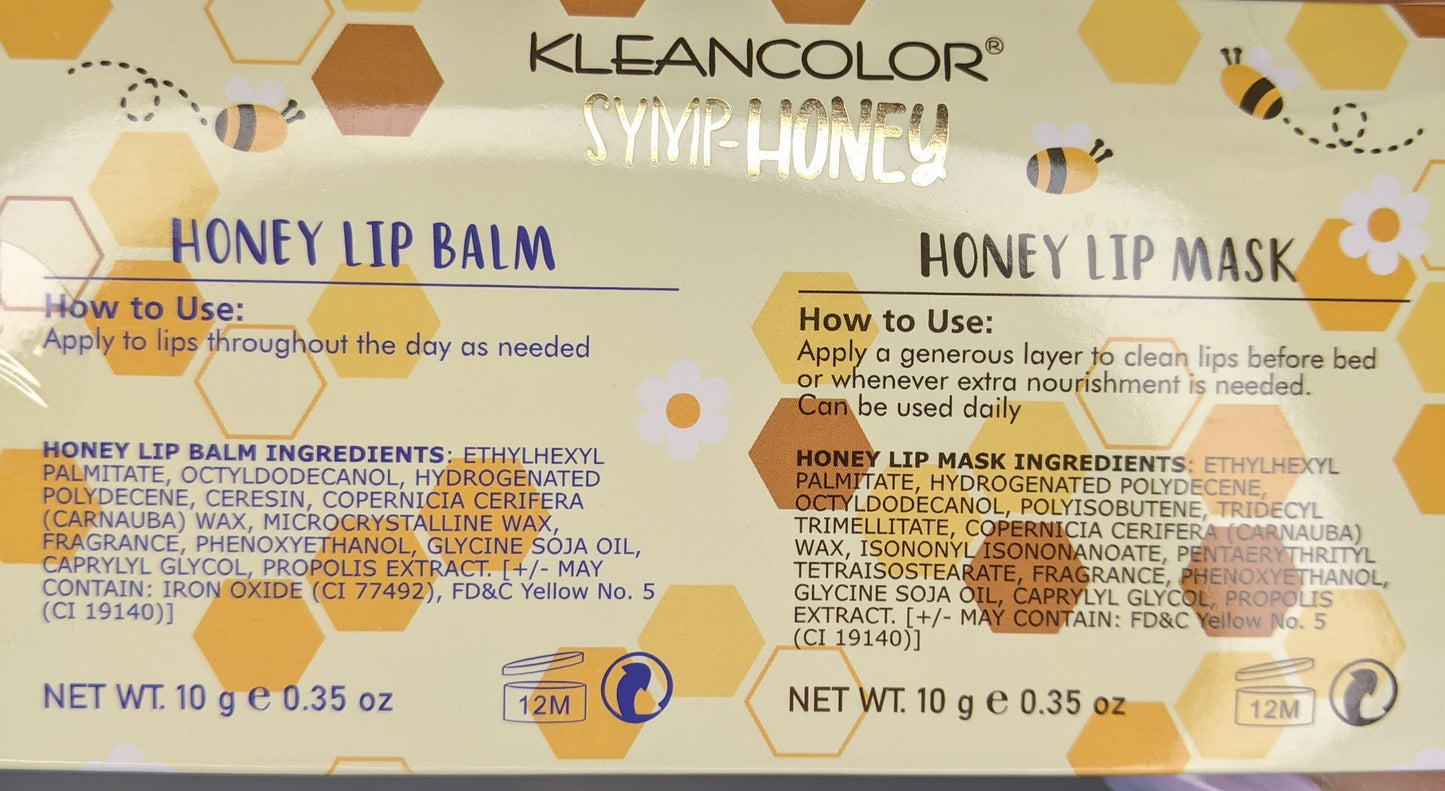 KLEANCOLOR®
SYMP-HONEY
HONEY LIP BALM
How to Use:
Apply to lips throughout the day as needed
HONEY LIP BALM INGREDIENTS: ETHYLHEXYL
PALMITATE, OCTYLDODECANOL, HYDROGENATED
POLYDECENE, CERESIN, COPERNICIA CERIFERA
(CARNAUBA) WAX, MICROCRYSTALLINE WAX,
FRAGRANCE, PHENOXYETHANOL, GLYCINE SOJA OIL,
CAPRYLYL GLYCOL, PROPOLIS EXTRACT. [+/- MAY
CONTAIN: IRON OXIDE (CI 77492), FD&C Yellow No. 5
(CI 19140)]
NET WT. 10 g e 0.35 oz
12M
HONEY LIP MASK
How to Use:
Apply a generous layer to clean lips before bed
or whenever extra nourishment is needed.
Can be used daily
HONEY LIP MASK INGREDIENTS: ETHYLHEXYL
PALMITATE, HYDROGENATED POLYDECENE,
OCTYLDODECANOL, POLYISOBUTENE, TRIDECYL
TRIMELLITATE, COPERNICIA CERIFERA (CARNAUBA)
WAX, ISONONYL ISONONANOATE, PENTAERYTHRITYL
TETRAISOSTEARATE, FRAGRANCE, PHENOXYETHANOL,
GLYCINE SOJA OIL, CAPRYLYL GLYCOL, PROPOLIS
EXTRACT. [+/- MAY CONTAIN: FD&C Yellow No. 5
(CI 19140)]
NET WT. 10 g e 0.35 oz
12M